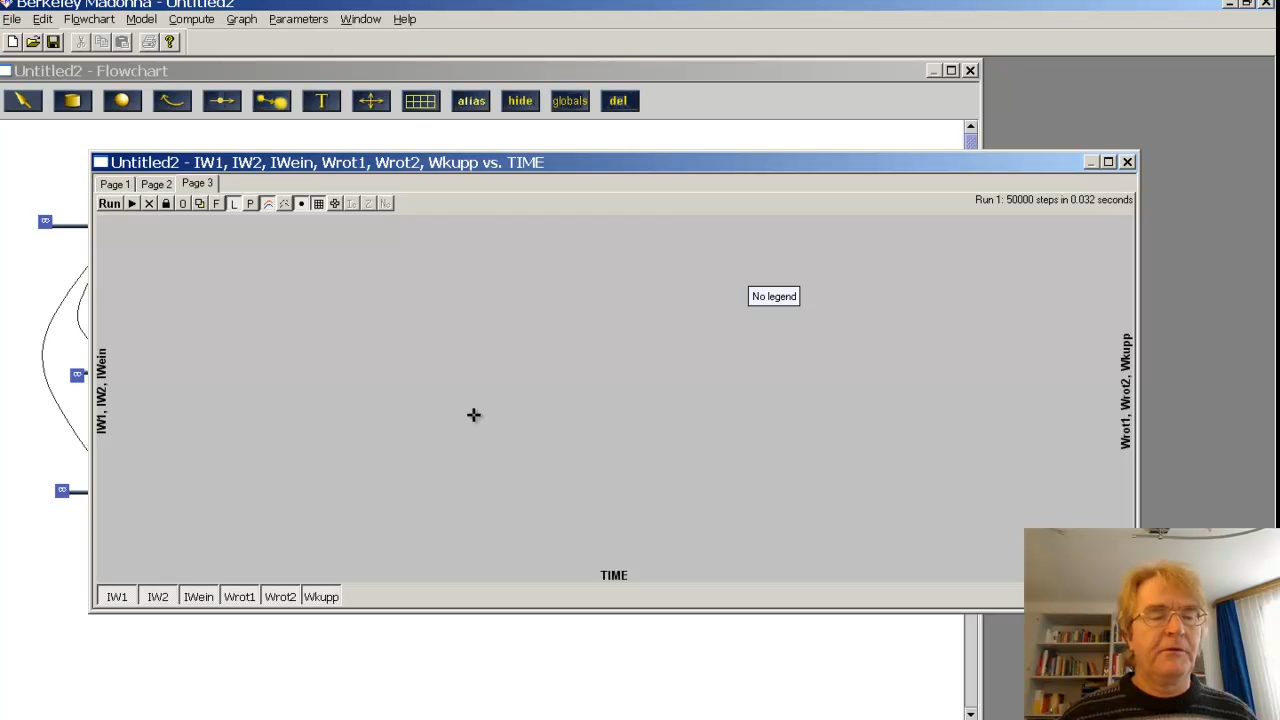 Berkeley Madonna - Untitled2
File Edit Flowchart Model Compute Graph Parameters Window Help
Untitled2 - Flowchart
T alias hide globals del
Untitled2 - IW1, IW2, IWein, Wrot1, Wrot2, Wkupp vs. TIME
Page 1 Page 2 Page 3
Run O F L P Run 1: 50000 steps in 0.032 seconds
No legend
IW1, IW2, IWein
Wrot1, Wrot2, Wkupp
TIME
IW1 IW2 IWein Wrot1 Wrot2 Wkupp